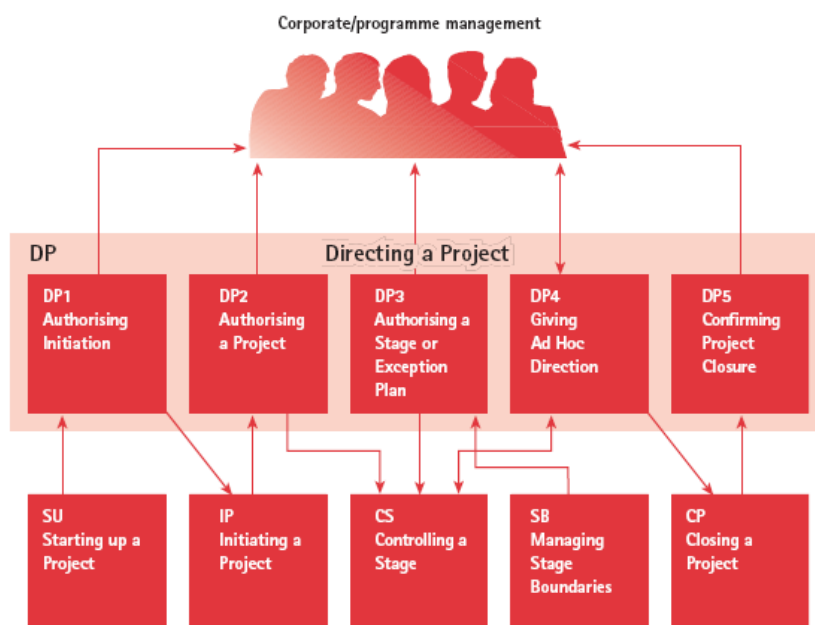 Corporate/programme management
DP
Directing a Project
DP1
Authorising
Initiation
DP2
Authorising
a Project
DP3
Authorising a
Stage or
Exception
Plan
DP4
Giving
Ad Hoc
Direction
DP5
Confirming
Project
Closure
SU
Starting up a
Project
IP
Initiating a
Project
CS
Controlling a
Stage
SB
Managing
Stage
Boundaries
CP
Closing a
Project